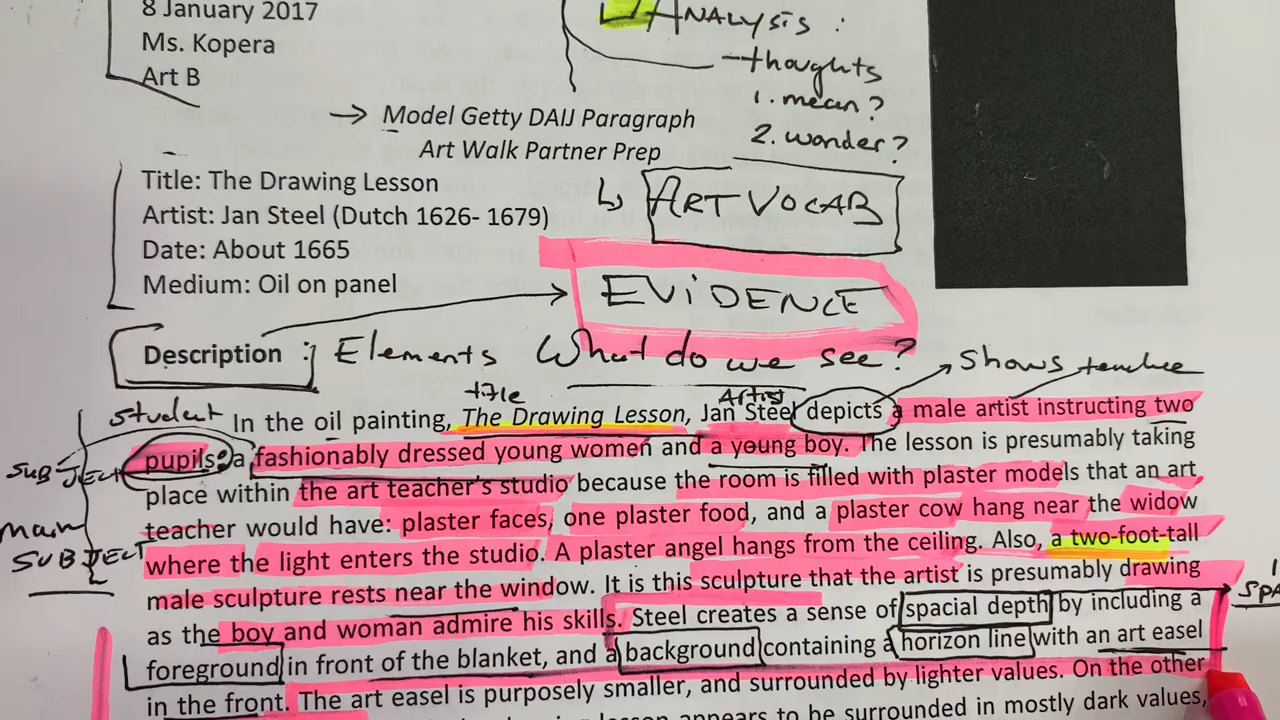 8 January 2017
Ms. Kopera
Art B
ANALYSIS :
thoughts
1. mean?
2. wonder?
→ Model Getty DAIJ Paragraph
Art Walk Partner Prep
ART VOCAB
Title: The Drawing Lesson
Artist: Jan Steel (Dutch 1626- 1679)
Date: About 1665
Medium: Oil on panel
EViDENCE
Description : Elements What do we see?
title
Artist
shows
student
SUBJECT
main
SUBJECT
In the oil painting, The Drawing Lesson, Jan Steel depicts a male artist instructing two
pupils: a fashionably dressed young women and a young boy. The lesson is presumably taking
place within the art teacher's studio because the room is filled with plaster models that an art
teacher would have: plaster faces, one plaster food, and a plaster cow hang near the widow
where the light enters the studio. A plaster angel hangs from the ceiling. Also, a two-foot-tall
male sculpture rests near the window. It is this sculpture that the artist is presumably drawing
as the boy and woman admire his skills. Steel creates a sense of spacial depth by including a
foreground in front of the blanket, and a background containing a horizon line with an art easel
in the front. The art easel is purposely smaller, and surrounded by lighter values. On the other
lesson appears to be surrounded in mostly dark values,